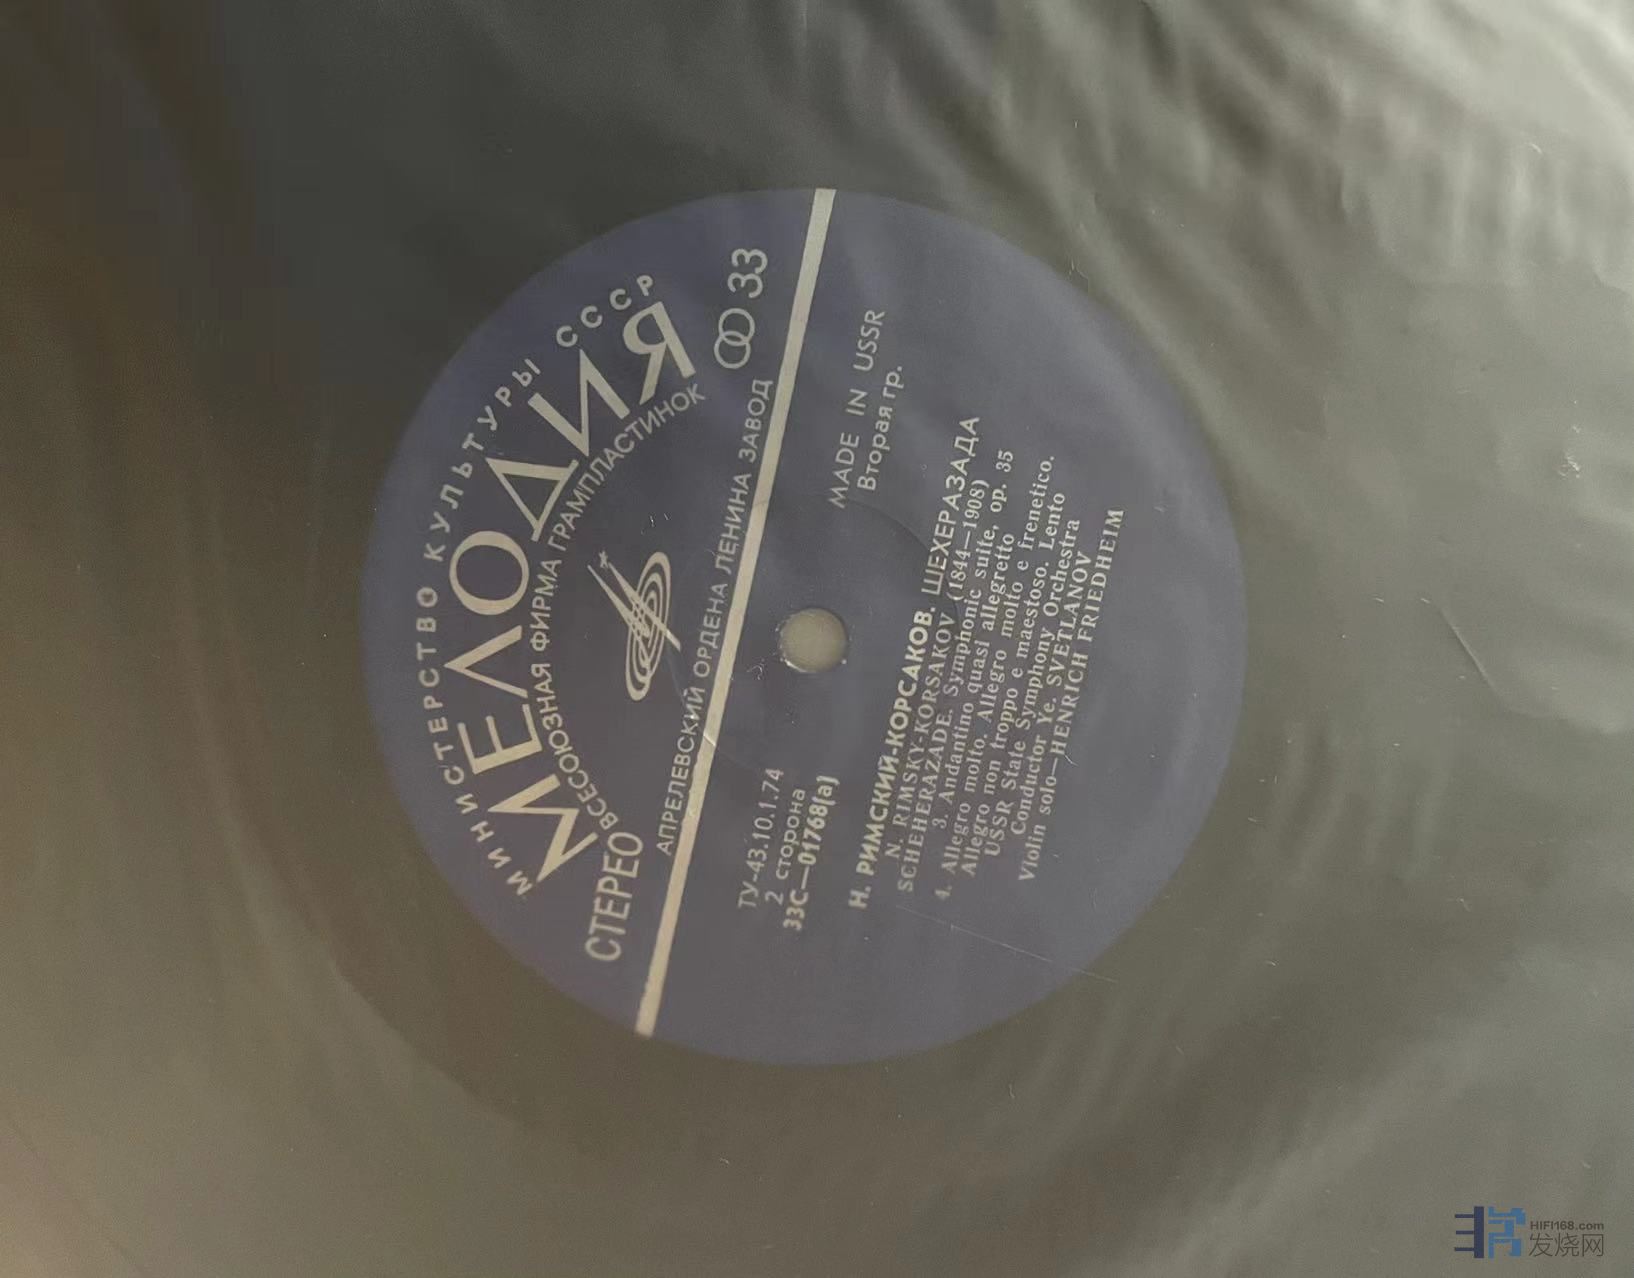 МИНИСТЕРСТВО КУЛЬТУРЫ СССР
МЕЛОДИЯ
ВСЕСОЮЗНАЯ ФИРМА ГРАМПЛАСТИНОК
СТЕРЕО
33
АПРЕЛЕВСКИЙ ОРДЕНА ЛЕНИНА ЗАВОД
ТУ-43.10.1.74
2 сторона
33С—01768(а)
MADE IN USSR
Вторая гр.
Н. РИМСКИЙ-КОРСАКОВ. ШЕХЕРАЗАДА
N. RIMSKY-KORSAKOV (1844—1908)
SCHEHERAZADE. Symphonic suite, op. 35
3. Andantino quasi allegretto
4. Allegro molto. Allegro molto e frenetico.
Allegro non troppo e maestoso. Lento
USSR State Symphony Orchestra
Conductor Ye. SVETLANOV
Violin solo—HENRICH FRIEDHEIM
HIFI168.com
发烧网